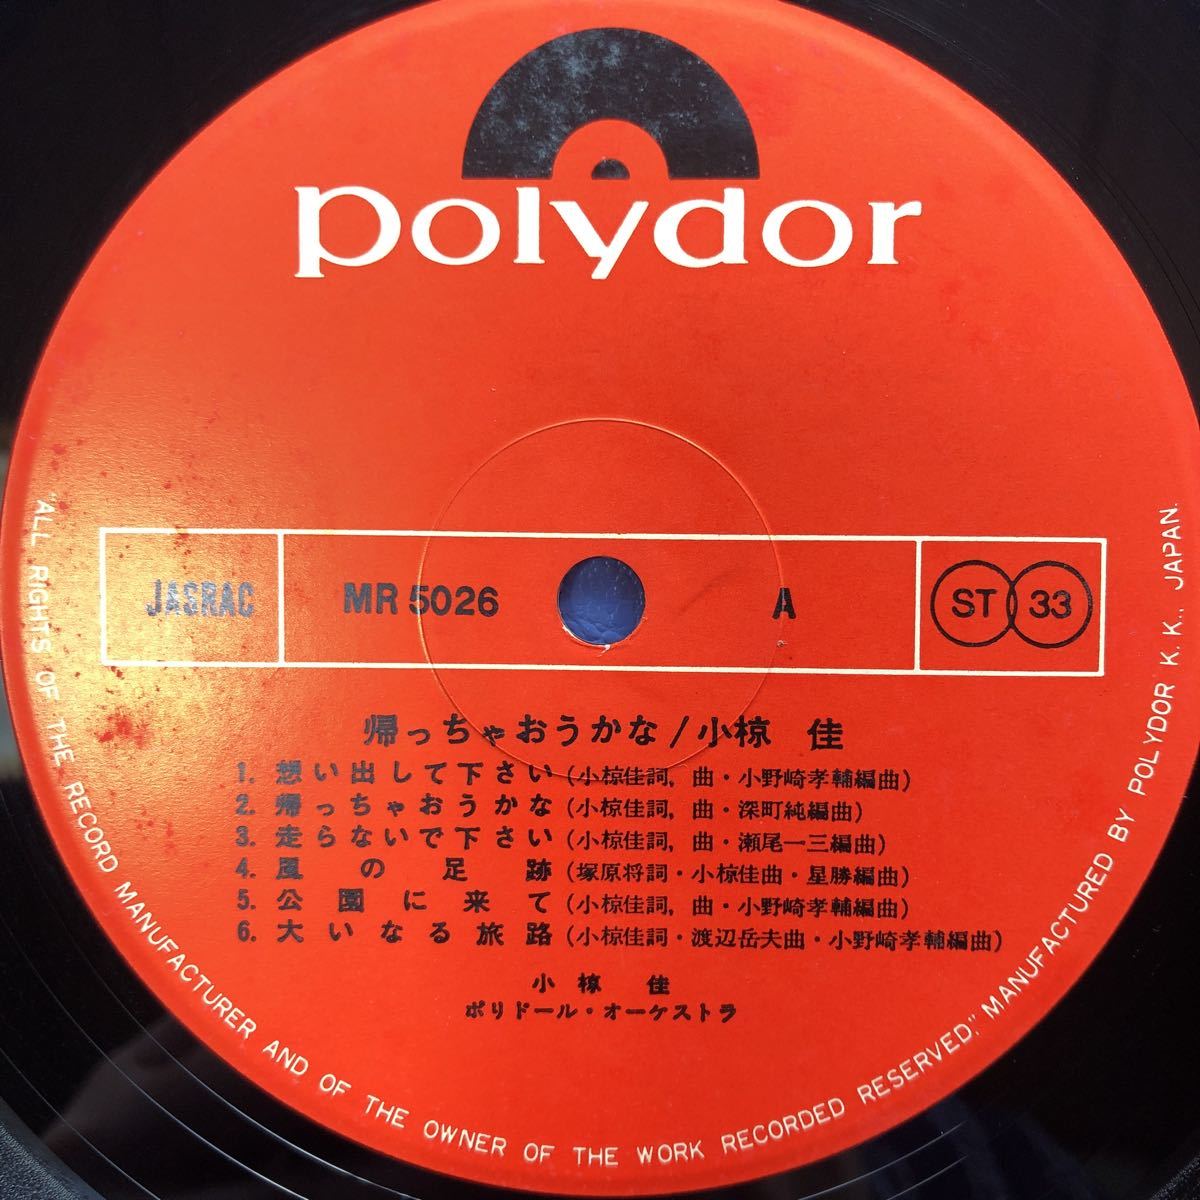 polydor
JASRAC MR 5026 A ST 33
帰っちゃおうかな/小椋 佳
1. 想い出して下さい(小椋佳詞, 曲・小野崎孝輔編曲)
2. 帰っちゃおうかな(小椋佳詞, 曲・深町純編曲)
3. 走らないで下さい(小椋佳詞, 曲・瀬尾一三編曲)
4. 風の足跡(塚原将詞・小椋佳曲・星勝編曲)
5. 公園に来て(小椋佳詞, 曲・小野崎孝輔編曲)
6. 大いなる旅路(小椋佳詞・渡辺岳夫曲・小野崎孝輔編曲)
小椋 佳
ポリドール・オーケストラ
"ALL RIGHTS OF THE RECORD MANUFACTURER AND OF THE OWNER OF THE WORK RECORDED RESERVED." MANUFACTURED BY POLYDOR K. K., JAPAN.